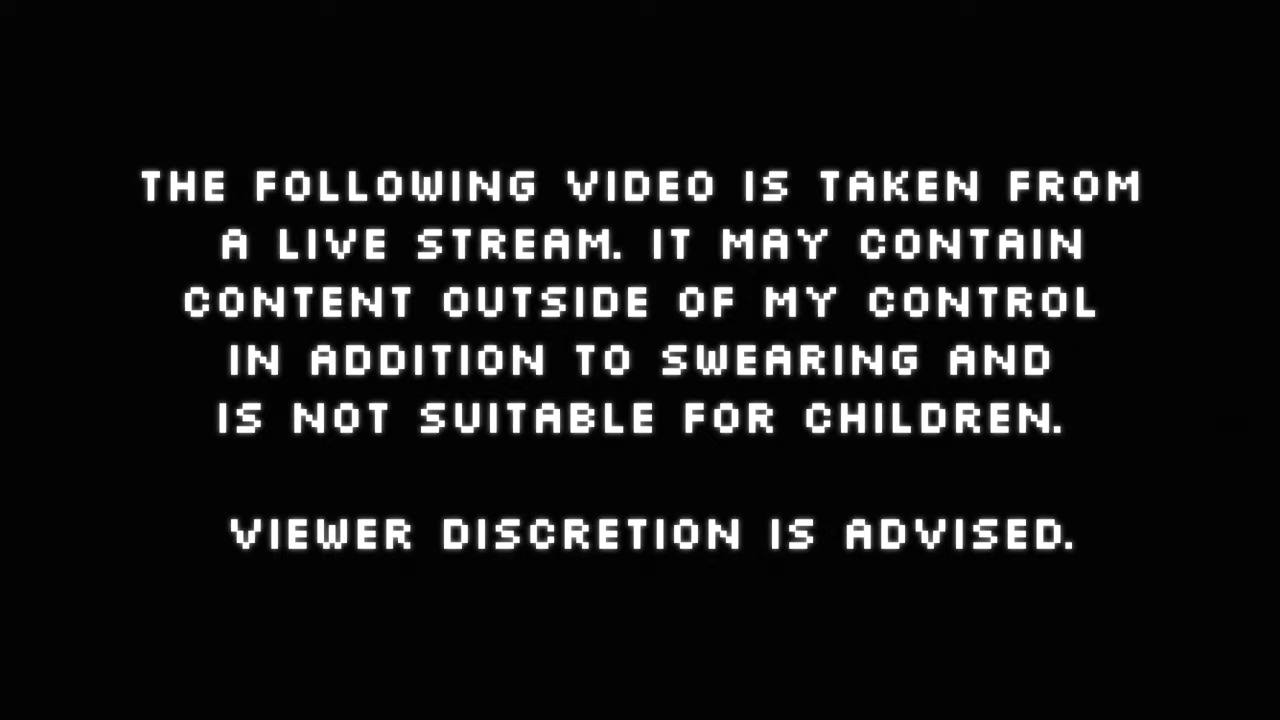 THE FOLLOWING VIDEO IS TAKEN FROM
A LIVE STREAM. IT MAY CONTAIN
CONTENT OUTSIDE OF MY CONTROL
IN ADDITION TO SWEARING AND
IS NOT SUITABLE FOR CHILDREN.
VIEWER DISCRETION IS ADVISED.